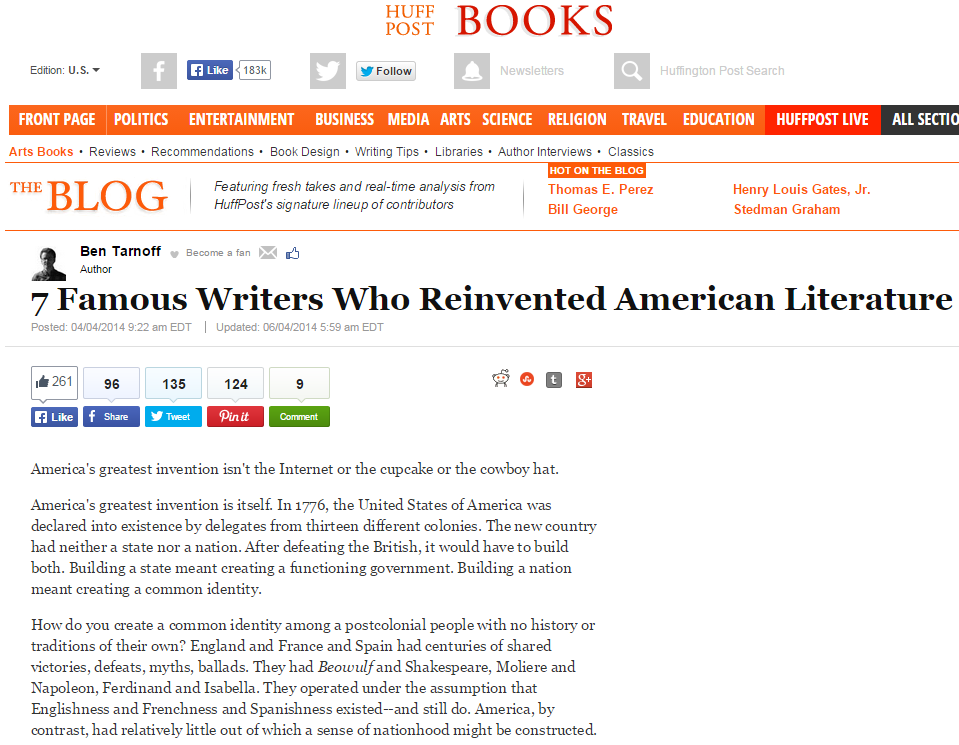 HUFF
POST
BOOKS
Edition: U.S.
Like 183k
Follow
Newsletters
Huffington Post Search
FRONT PAGE POLITICS ENTERTAINMENT BUSINESS MEDIA ARTS SCIENCE RELIGION TRAVEL EDUCATION HUFFPOST LIVE ALL SECTIO
Arts Books • Reviews • Recommendations • Book Design • Writing Tips • Libraries • Author Interviews • Classics
THE BLOG
Featuring fresh takes and real-time analysis from
HuffPost's signature lineup of contributors
HOT ON THE BLOG
Thomas E. Perez Henry Louis Gates, Jr.
Bill George Stedman Graham
Ben Tarnoff Become a fan
Author
7 Famous Writers Who Reinvented American Literature
Posted: 04/04/2014 9:22 am EDT | Updated: 06/04/2014 5:59 am EDT
261 96 135 124 9
Like Share Tweet Pin it Comment
America's greatest invention isn't the Internet or the cupcake or the cowboy hat.
America's greatest invention is itself. In 1776, the United States of America was
declared into existence by delegates from thirteen different colonies. The new country
had neither a state nor a nation. After defeating the British, it would have to build
both. Building a state meant creating a functioning government. Building a nation
meant creating a common identity.
How do you create a common identity among a postcolonial people with no history or
traditions of their own? England and France and Spain had centuries of shared
victories, defeats, myths, ballads. They had Beowulf and Shakespeare, Moliere and
Napoleon, Ferdinand and Isabella. They operated under the assumption that
Englishness and Frenchness and Spanishness existed--and still do. America, by
contrast, had relatively little out of which a sense of nationhood might be constructed.